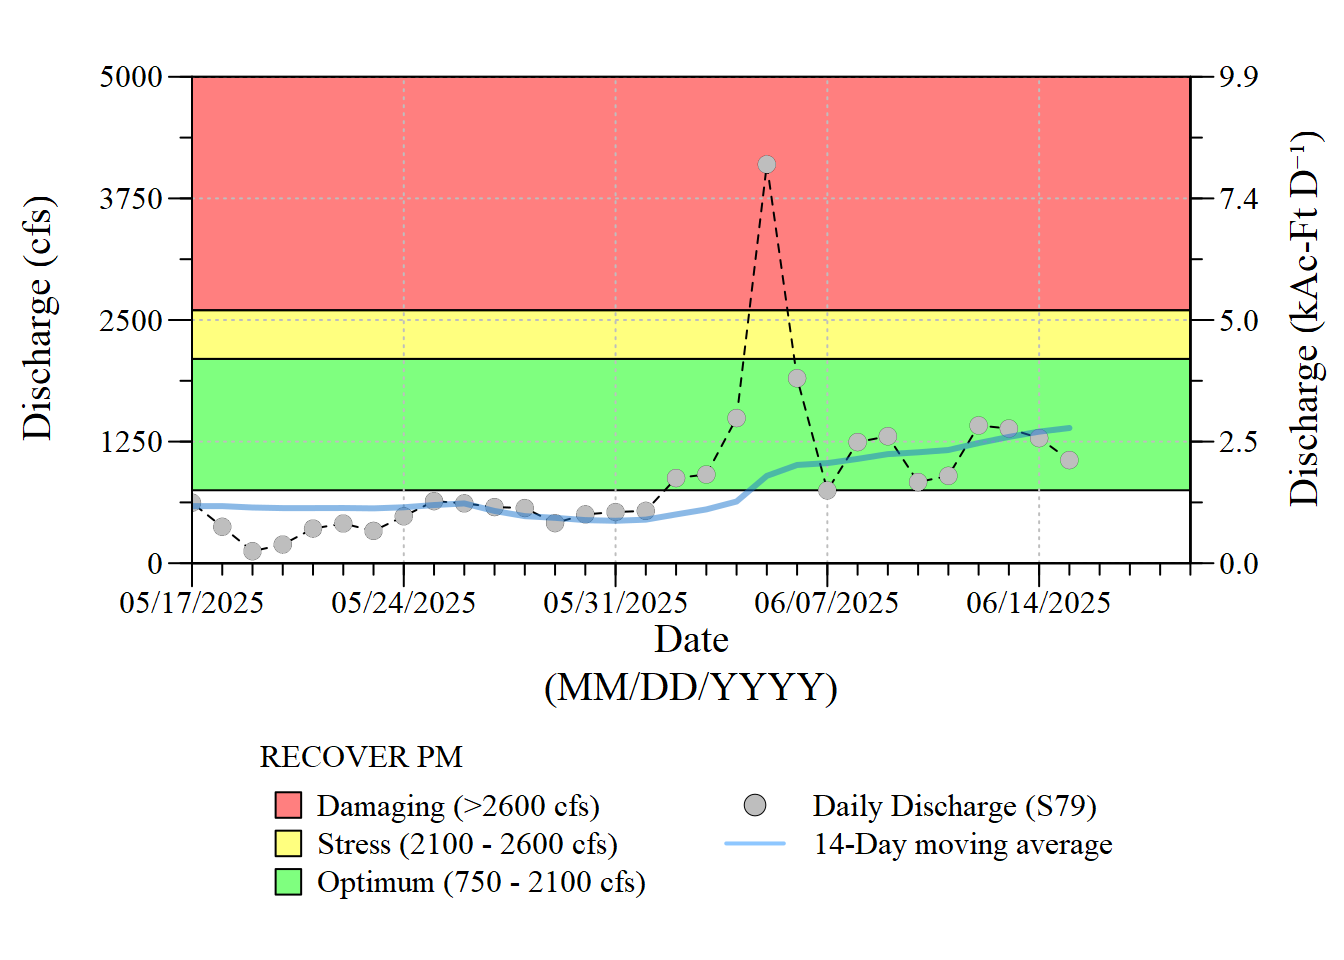 Discharge (cfs)
5000
3750
2500
1250
0
9.9
7.4
5.0
2.5
0.0
Discharge (kAc-Ft D⁻¹)
05/17/2025
05/24/2025
05/31/2025
06/07/2025
06/14/2025
Date
(MM/DD/YYYY)
RECOVER PM
Damaging (>2600 cfs)
Stress (2100 - 2600 cfs)
Optimum (750 - 2100 cfs)
Daily Discharge (S79)
14-Day moving average